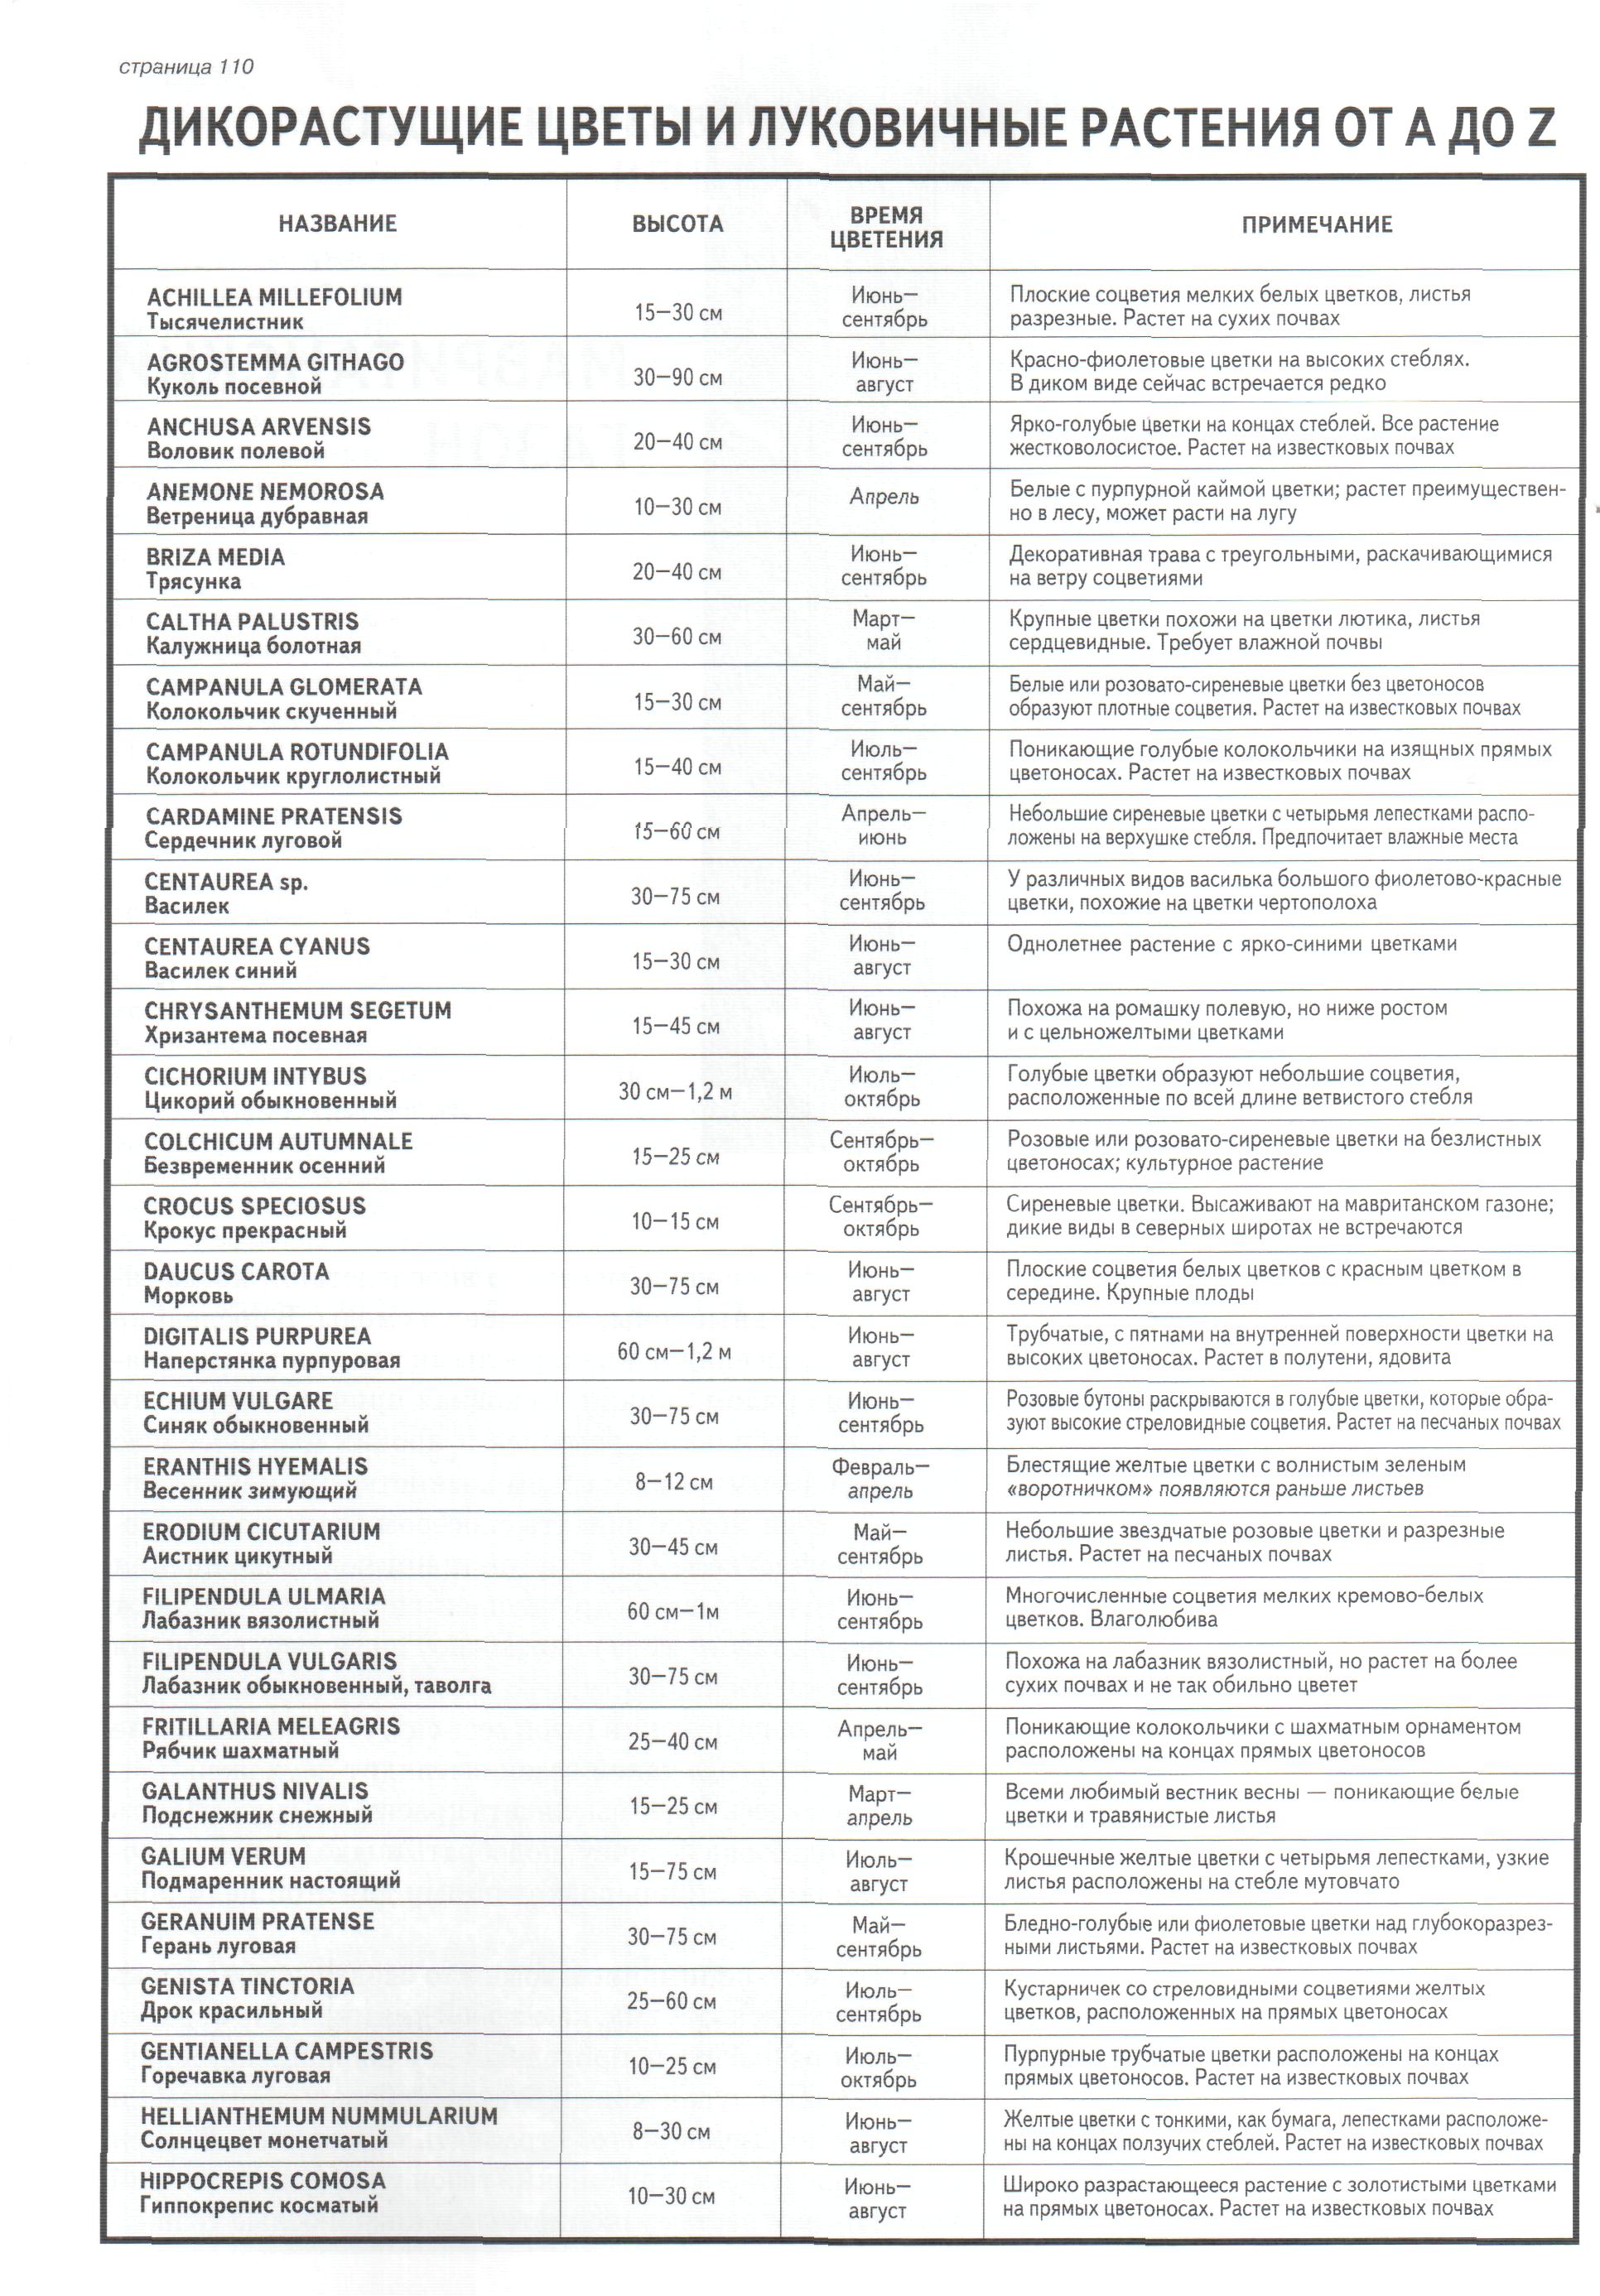 страница 110
ДИКОРАСТУЩИЕ ЦВЕТЫ И ЛУКОВИЧНЫЕ РАСТЕНИЯ ОТ A ДО Z
НАЗВАНИЕ
ВЫСОТА
ВРЕМЯ
ЦВЕТЕНИЯ
ПРИМЕЧАНИЕ
ACHILLEA MILLEFOLIUM
Тысячелистник
15—30 см
Июнь—
сентябрь
Плоские соцветия мелких белых цветков, листья
разрезные. Растет на сухих почвах
AGROSTEMMA GITHAGO
Куколь посевной
30—90 см
Июнь—
август
Красно-фиолетовые цветки на высоких стеблях.
В диком виде сейчас встречается редко
ANCHUSA ARVENSIS
Воловик полевой
20—40 см
Июнь—
сентябрь
Ярко-голубые цветки на концах стеблей. Все растение
жестковолосистое. Растет на известковых почвах
ANEMONE NEMOROSA
Ветреница дубравная
10—30 см
Апрель
Белые с пурпурной каймой цветки; растет преимуществен-
но в лесу, может расти на лугу
BRIZA MEDIA
Трясунка
20—40 см
Июнь—
сентябрь
Декоративная трава с треугольными, раскачивающимися
на ветру соцветиями
CALTHA PALUSTRIS
Калужница болотная
30—60 см
Март—
май
Крупные цветки похожи на цветки лютика, листья
сердцевидные. Требует влажной почвы
CAMPANULA GLOMERATA
Колокольчик скученный
15—30 см
Май—
сентябрь
Белые или розовато-сиреневые цветки без цветоносов
образуют плотные соцветия. Растет на известковых почвах
CAMPANULA ROTUNDIFOLIA
Колокольчик круглолистный
15—40 см
Июль—
сентябрь
Поникающие голубые колокольчики на изящных прямых
цветоносах. Растет на известковых почвах
CARDAMINE PRATENSIS
Сердечник луговой
15—60 см
Апрель—
июнь
Небольшие сиреневые цветки с четырьмя лепестками распо-
ложены на верхушке стебля. Предпочитает влажные места
CENTAUREA sp.
Василек
30—75 см
Июнь—
сентябрь
У различных видов василька большого фиолетово-красные
цветки, похожие на цветки чертополоха
CENTAUREA CYANUS
Василек синий
15—30 см
Июнь—
август
Однолетнее растение с ярко-синими цветками
CHRYSANTHEMUM SEGETUM
Хризантема посевная
15—45 см
Июнь—
август
Похожа на ромашку полевую, но ниже ростом
и с цельножелтыми цветками
CICHORIUM INTYBUS
Цикорий обыкновенный
30 см—1,2 м
Июль—
октябрь
Голубые цветки образуют небольшие соцветия,
расположенные по всей длине ветвистого стебля
COLCHICUM AUTUMNALE
Безвременник осенний
15—25 см
Сентябрь—
октябрь
Розовые или розовато-сиреневые цветки на безлистных
цветоносах; культурное растение
CROCUS SPECIOSUS
Крокус прекрасный
10—15 см
Сентябрь—
октябрь
Сиреневые цветки. Высаживают на мавританском газоне;
дикие виды в северных широтах не встречаются
DAUCUS CAROTA
Морковь
30—75 см
Июнь—
август
Плоские соцветия белых цветков с красным цветком в
середине. Крупные плоды
DIGITALIS PURPUREA
Наперстянка пурпуровая
60 см—1,2 м
Июнь—
август
Трубчатые, с пятнами на внутренней поверхности цветки на
высоких цветоносах. Растет в полутени, ядовита
ECHIUM VULGARE
Синяк обыкновенный
30—75 см
Июнь—
сентябрь
Розовые бутоны раскрываются в голубые цветки, которые обра-
зуют высокие стреловидные соцветия. Растет на песчаных почвах
ERANTHIS HYEMALIS
Весенник зимующий
8—12 см
Февраль—
апрель
Блестящие желтые цветки с волнистым зеленым
«воротничком» появляются раньше листьев
ERODIUM CICUTARIUM
Аистник цикутный
30—45 см
Май—
сентябрь
Небольшие звездчатые розовые цветки и разрезные
листья. Растет на песчаных почвах
FILIPENDULA ULMARIA
Лабазник вязолистный
60 см—1м
Июнь—
сентябрь
Многочисленные соцветия мелких кремово-белых
цветков. Влаголюбива
FILIPENDULA VULGARIS
Лабазник обыкновенный, таволга
30—75 см
Июнь—
сентябрь
Похожа на лабазник вязолистный, но растет на более
сухих почвах и не так обильно цветет
FRITILLARIA MELEAGRIS
Рябчик шахматный
25—40 см
Апрель—
май
Поникающие колокольчики с шахматным орнаментом
расположены на концах прямых цветоносов
GALANTHUS NIVALIS
Подснежник снежный
15—25 см
Март—
апрель
Всеми любимый вестник весны — поникающие белые
цветки и травянистые листья
GALIUM VERUM
Подмаренник настоящий
15—75 см
Июль—
август
Крошечные желтые цветки с четырьмя лепестками, узкие
листья расположены на стебле мутовчато
GERANUIM PRATENSE
Герань луговая
30—75 см
Май—
сентябрь
Бледно-голубые или фиолетовые цветки над глубокоразрез-
ными листьями. Растет на известковых почвах
GENISTA TINCTORIA
Дрок красильный
25—60 см
Июль—
сентябрь
Кустарничек со стреловидными соцветиями желтых
цветков, расположенных на прямых цветоносах
GENTIANELLA CAMPESTRIS
Горечавка луговая
10—25 см
Июль—
октябрь
Пурпурные трубчатые цветки расположены на концах
прямых цветоносов. Растет на известковых почвах
HELLIANTHEMUM NUMMULARIUM
Солнцецвет монетчатый
8—30 см
Июнь—
август
Желтые цветки с тонкими, как бумага, лепестками расположе-
ны на концах ползучих стеблей. Растет на известковых почвах
HIPPOCREPIS COMOSA
Гиппокрепис косматый
10—30 см
Июнь—
август
Широко разрастающееся растение с золотистыми цветками
на прямых цветоносах. Растет на известковых почвах